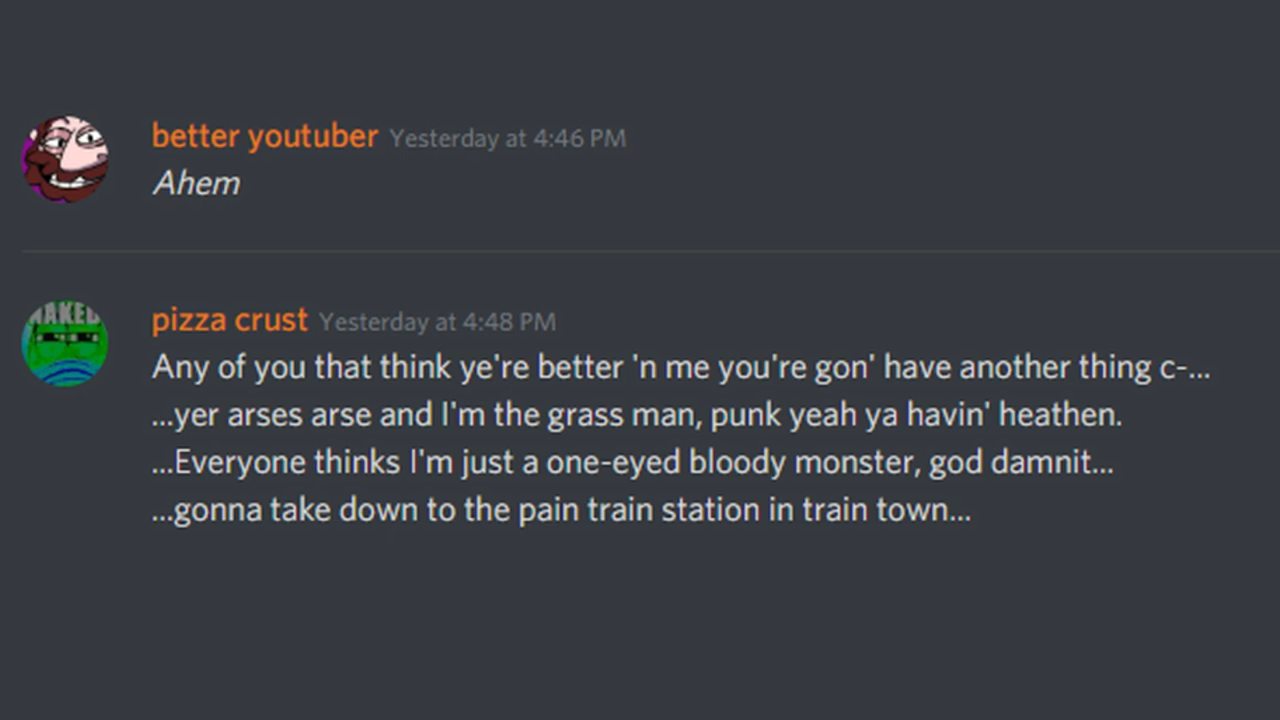 better youtuber Yesterday at 4:46 PM
Ahem
NAKED
pizza crust Yesterday at 4:48 PM
Any of you that think ye're better 'n me you're gon' have another thing c-...
...yer arses arse and I'm the grass man, punk yeah ya havin' heathen.
...Everyone thinks I'm just a one-eyed bloody monster, god damnit...
...gonna take down to the pain train station in train town...